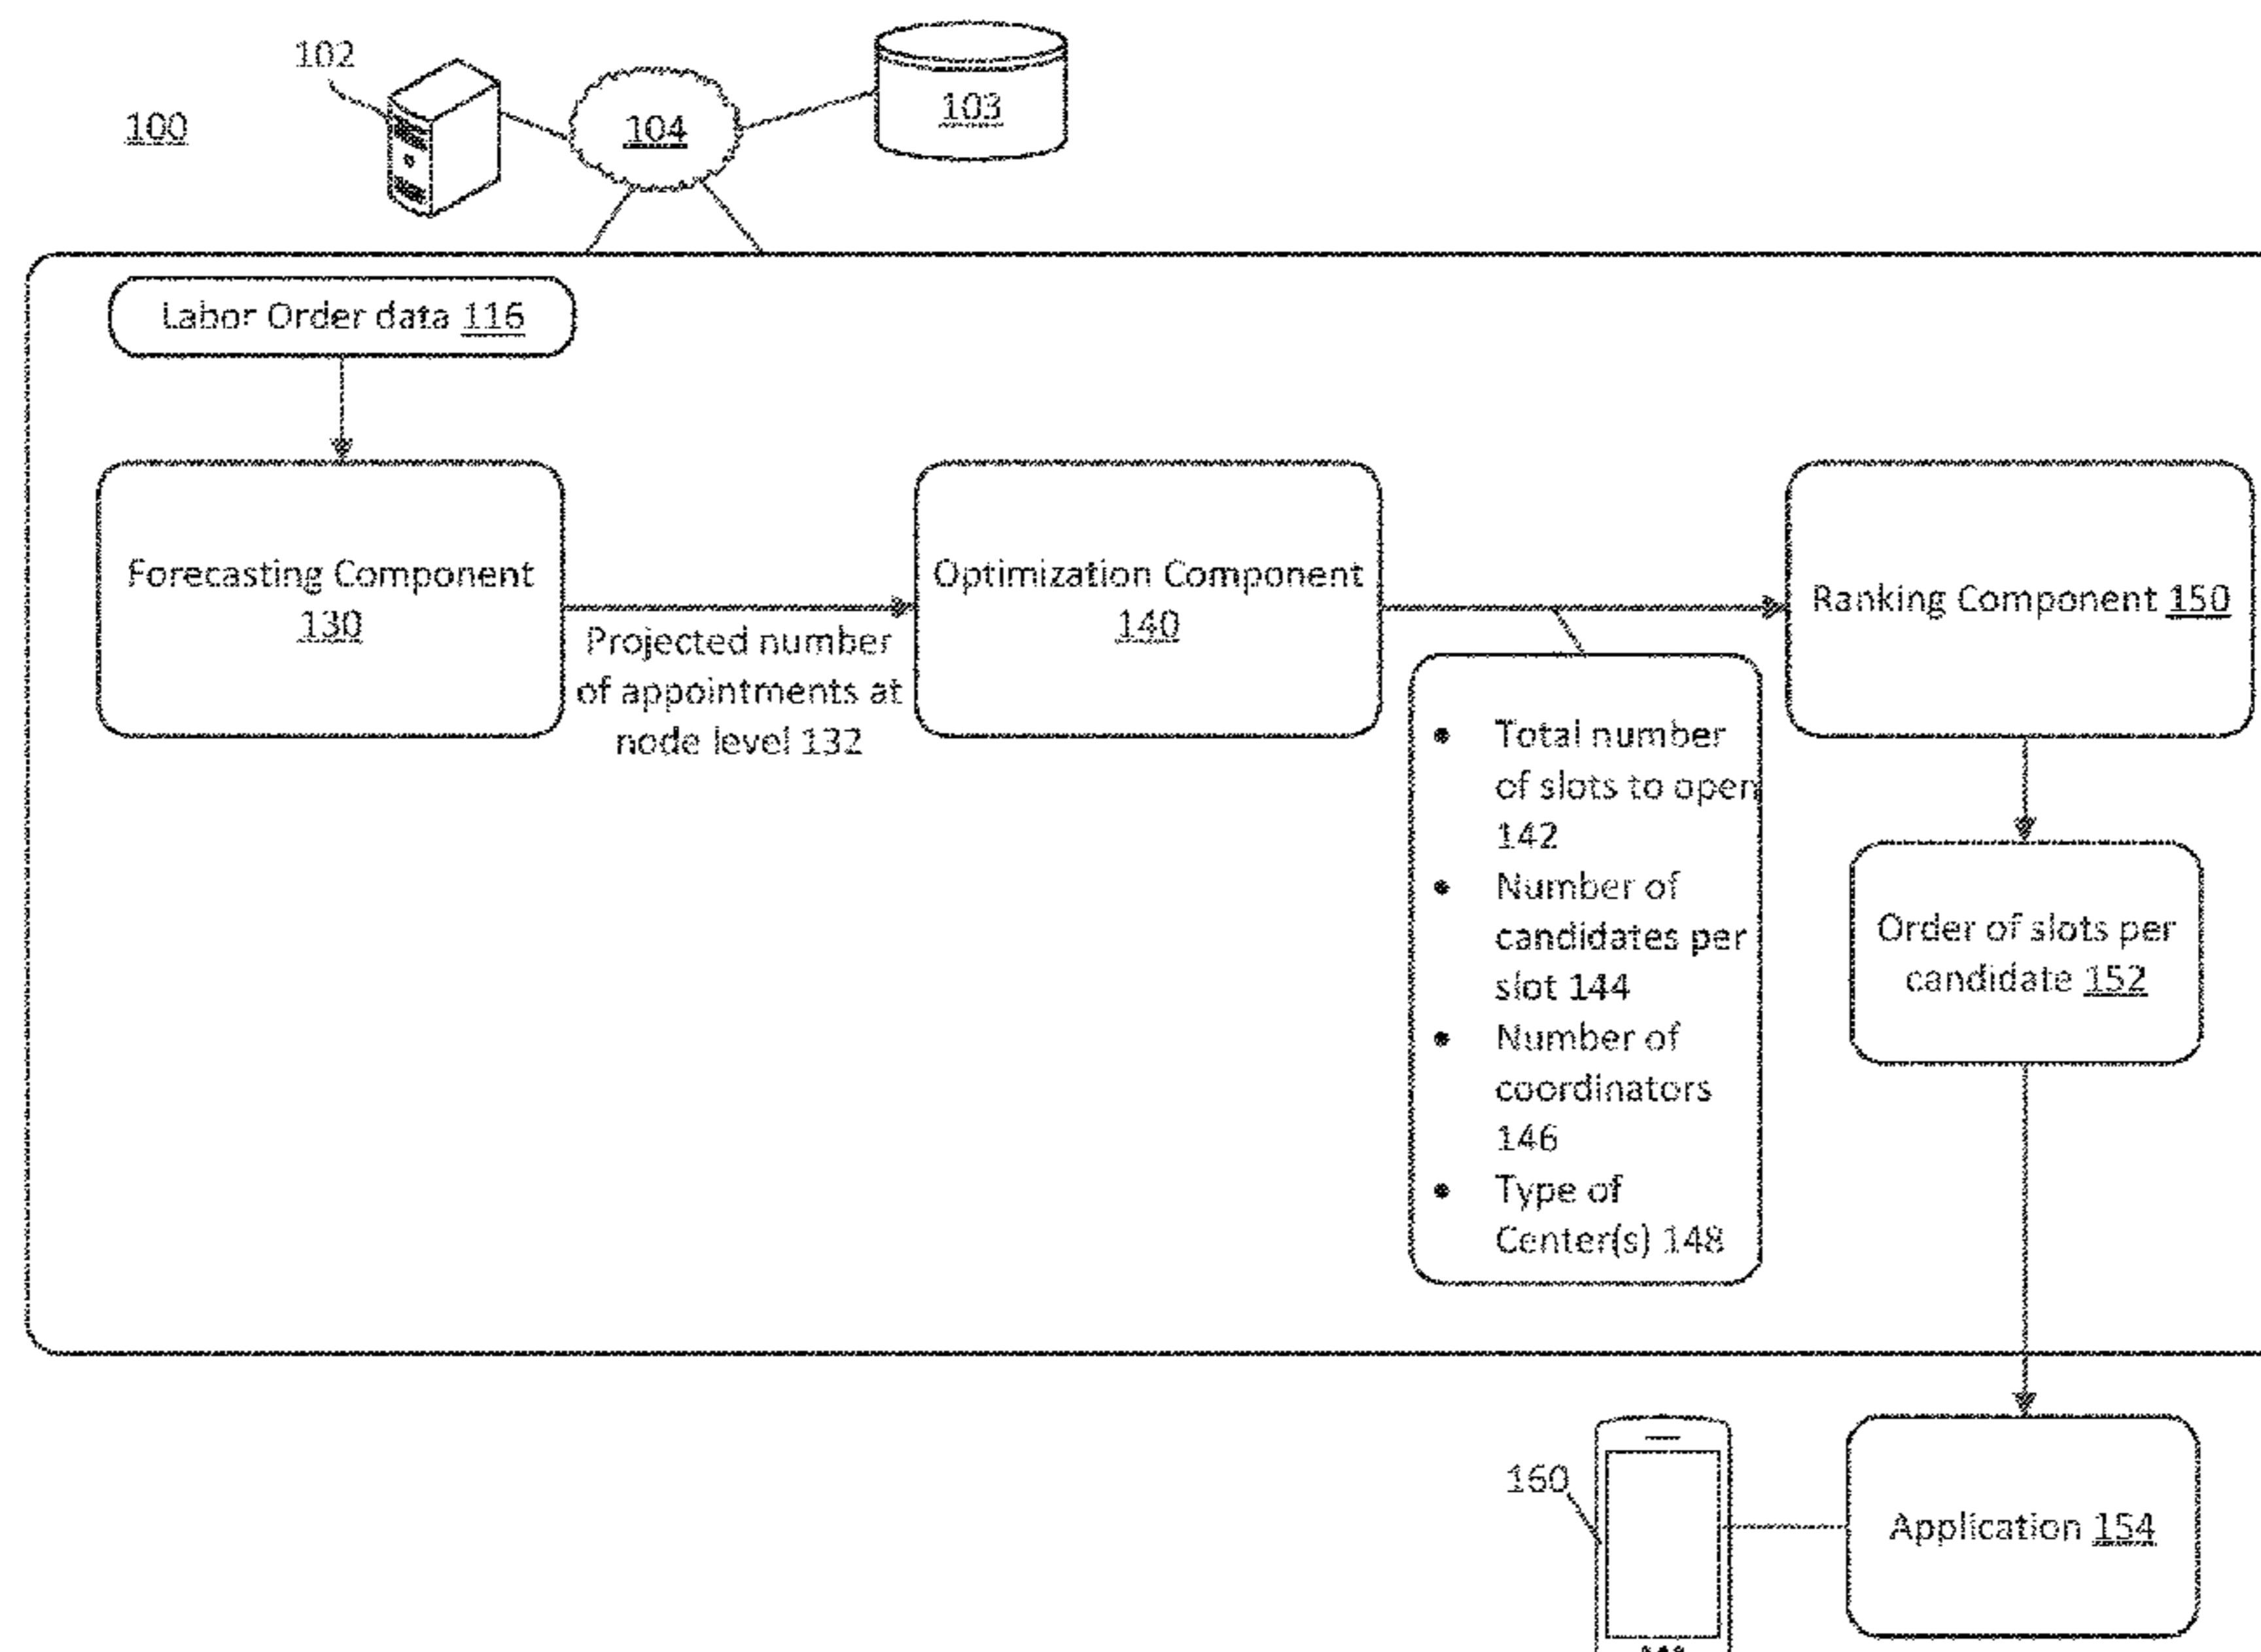 102
100
104
103
Labor Order data 116
Forecasting Component
130
Projected number
of appointments at
node level 132
Optimization Component
140
Ranking Component 150
• Total number
of slots to open
142
• Number of
candidates per
slot 144
• Number of
coordinators
146
• Type of
Center(s) 148
Order of slots per
candidate 152
160
Application 154